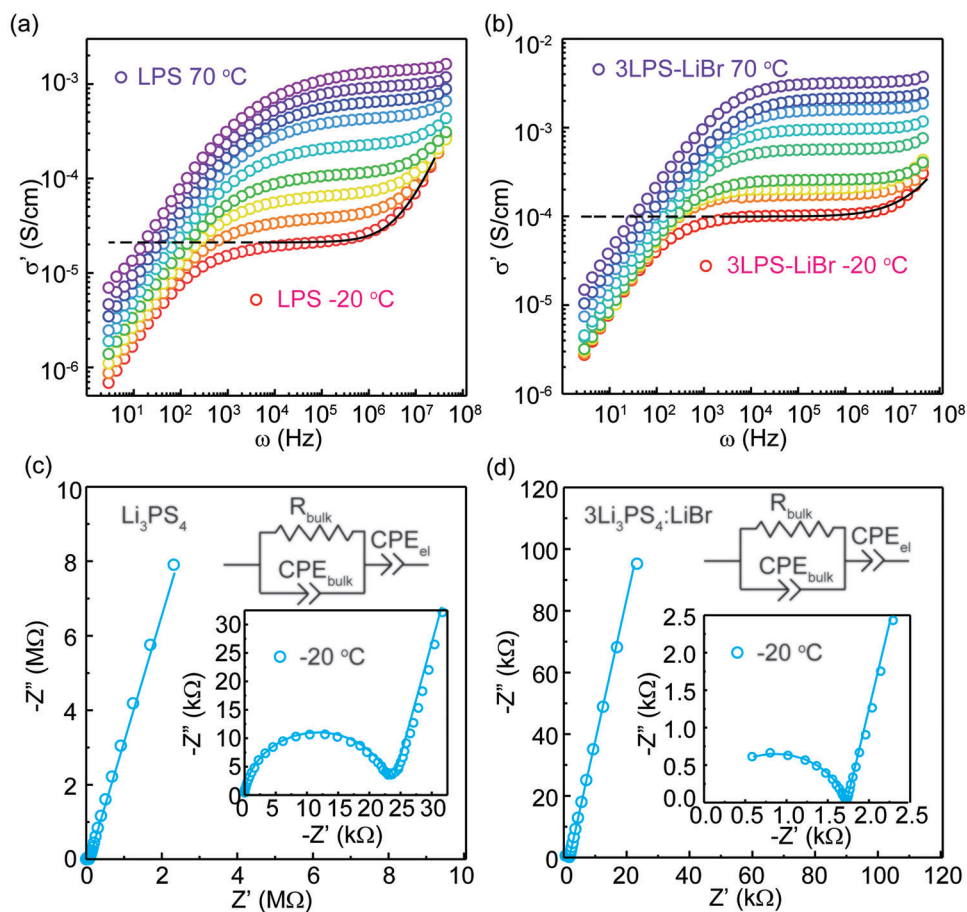 (a)
10⁻³
10⁻⁴
10⁻⁵
10⁻⁶
σ' (S/cm)
LPS 70 °C
LPS -20 °C
10¹ 10² 10³ 10⁴ 10⁵ 10⁶ 10⁷ 10⁸
ω (Hz)
(b)
10⁻²
10⁻³
10⁻⁴
10⁻⁵
10⁻⁶
σ' (S/cm)
3LPS-LiBr 70 °C
3LPS-LiBr -20 °C
10¹ 10² 10³ 10⁴ 10⁵ 10⁶ 10⁷ 10⁸
ω (Hz)
(c)
10
8
6
4
2
0
-Z'' (MΩ)
Li₃PS₄
R_bulk
CPE_bulk
CPE_el
30
25
20
15
10
5
0
-Z'' (kΩ)
-20 °C
0 5 10 15 20 25 30
-Z' (kΩ)
0 2 4 6 8 10
Z' (MΩ)
(d)
120
100
80
60
40
20
0
-Z'' (kΩ)
3Li₃PS₄:LiBr
R_bulk
CPE_bulk
CPE_el
2.5
2.0
1.5
1.0
0.5
0.0
-Z'' (kΩ)
-20 °C
0.0 0.5 1.0 1.5 2.0 2.5
-Z' (kΩ)
0 20 40 60 80 100 120
Z' (kΩ)